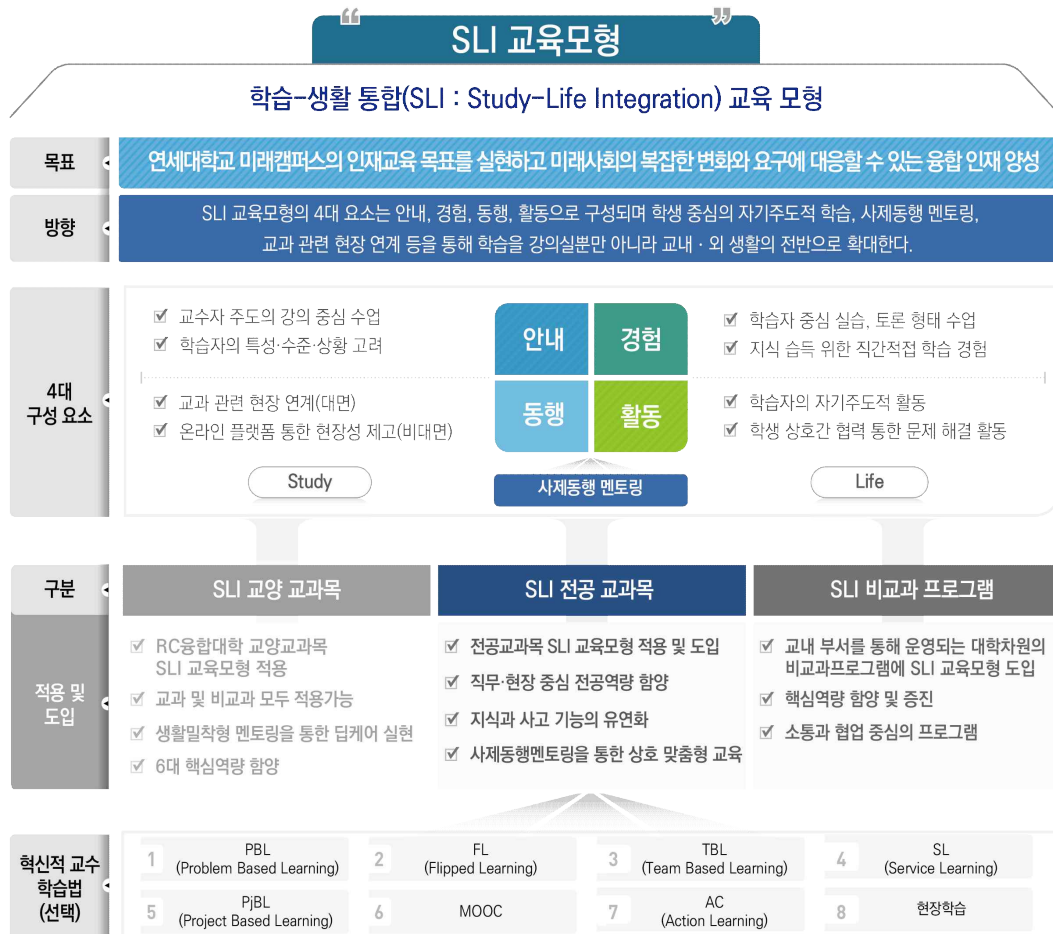 “ SLI 교육모형 ”
학습-생활 통합(SLI : Study-Life Integration) 교육 모형
목표
연세대학교 미래캠퍼스의 인재교육 목표를 실현하고 미래사회의 복잡한 변화와 요구에 대응할 수 있는 융합 인재 양성
방향
SLI 교육모형의 4대 요소는 안내, 경험, 동행, 활동으로 구성되며 학생 중심의 자기주도적 학습, 사제동행 멘토링,
교과 관련 현장 연계 등을 통해 학습을 강의실뿐만 아니라 교내 · 외 생활의 전반으로 확대한다.
4대
구성 요소
교수자 주도의 강의 중심 수업
학습자의 특성·수준·상황 고려
안내
경험
학습자 중심 실습, 토론 형태 수업
지식 습득 위한 직간적접 학습 경험
교과 관련 현장 연계(대면)
온라인 플랫폼 통한 현장성 제고(비대면)
동행
활동
학습자의 자기주도적 활동
학생 상호간 협력 통한 문제 해결 활동
Study
사제동행 멘토링
Life
구분
SLI 교양 교과목
SLI 전공 교과목
SLI 비교과 프로그램
적용 및
도입
RC융합대학 교양교과목
SLI 교육모형 적용
교과 및 비교과 모두 적용가능
생활밀착형 멘토링을 통한 딥케어 실현
6대 핵심역량 함양
전공교과목 SLI 교육모형 적용 및 도입
직무·현장 중심 전공역량 함양
지식과 사고 기능의 유연화
사제동행멘토링을 통한 상호 맞춤형 교육
교내 부서를 통해 운영되는 대학차원의
비교과프로그램에 SLI 교육모형 도입
핵심역량 함양 및 증진
소통과 협업 중심의 프로그램
혁신적 교수
학습법
(선택)
1
PBL
(Problem Based Learning)
2
FL
(Flipped Learning)
3
TBL
(Team Based Learning)
4
SL
(Service Learning)
5
PjBL
(Project Based Learning)
6
MOOC
7
AC
(Action Learning)
8
현장학습